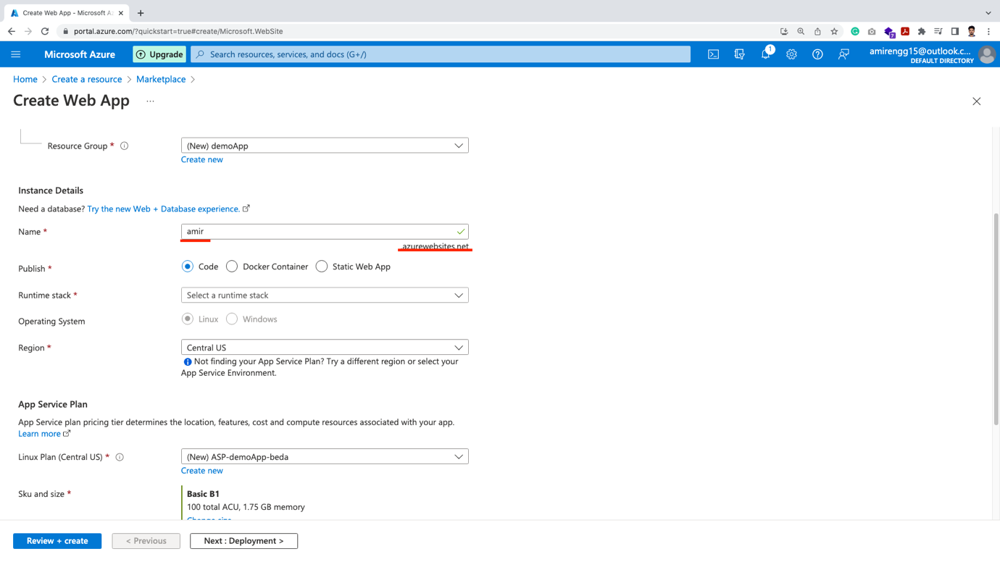 Create Web App - Microsoft Az
portal.azure.com/?quickstart=true#create/Microsoft.WebSite
7
Microsoft Azure
Upgrade
Search resources, services, and docs (G+/)
1
amirengg15@outlook.c...
DEFAULT DIRECTORY
Home > Create a resource > Marketplace >
Create Web App ...
Resource Group *
(New) demoApp
Create new
Instance Details
Need a database? Try the new Web + Database experience.
Name *
amir
.azurewebsites.net
Publish *
Code
Docker Container
Static Web App
Runtime stack *
Select a runtime stack
Operating System
Linux
Windows
Region *
Central US
Not finding your App Service Plan? Try a different region or select your
App Service Environment.
App Service Plan
App Service plan pricing tier determines the location, features, cost and compute resources associated with your app.
Learn more
Linux Plan (Central US) *
(New) ASP-demoApp-beda
Create new
Sku and size *
Basic B1
100 total ACU, 1.75 GB memory
Change size
Review + create
< Previous
Next : Deployment >